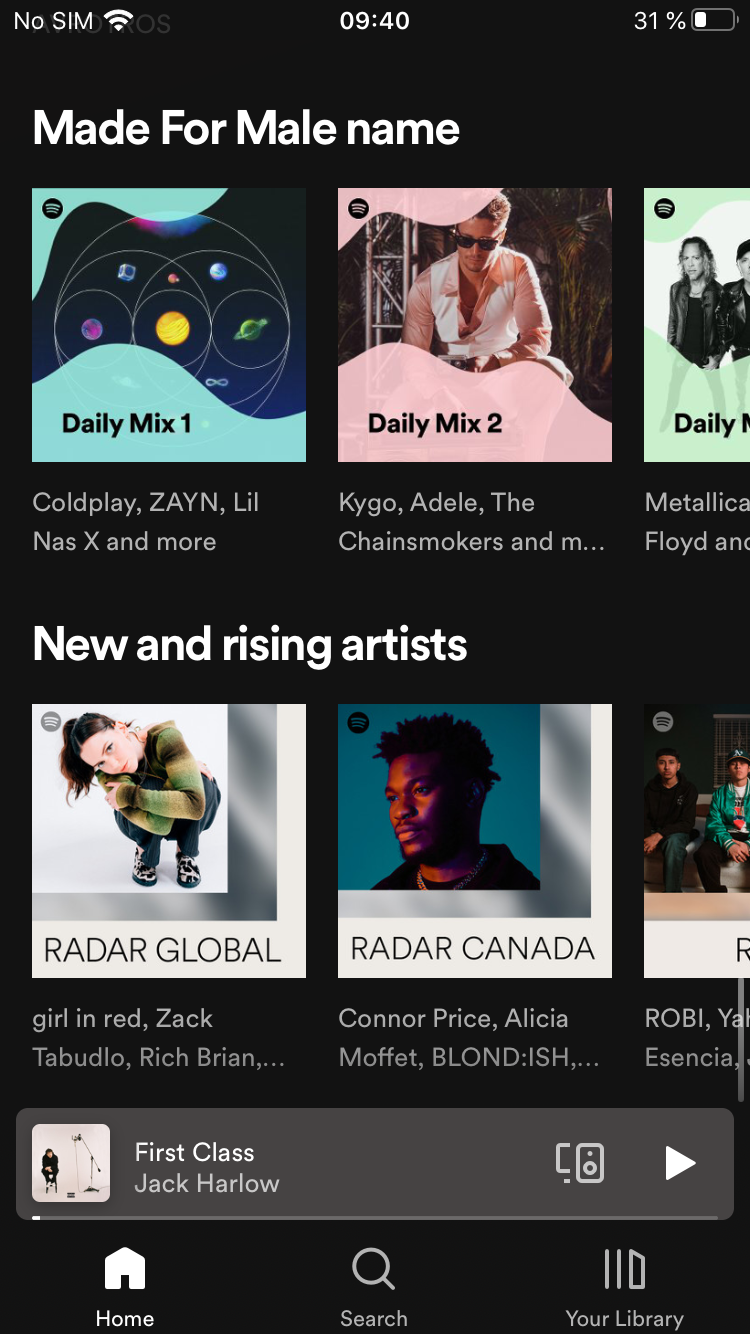 No SIM
09:40
31 %
AVROTROS
Made For Male name
Daily Mix 1
Daily Mix 2
Daily
Coldplay, ZAYN, Lil
Nas X and more
Kygo, Adele, The
Chainsmokers and m...
Metallica
Floyd and
New and rising artists
RADAR GLOBAL
RADAR CANADA
R
girl in red, Zack
Tabudlo, Rich Brian,...
Connor Price, Alicia
Moffet, BLOND:ISH,...
ROBI, Yah
Esencia,
First Class
Jack Harlow
Home
Search
Your Library